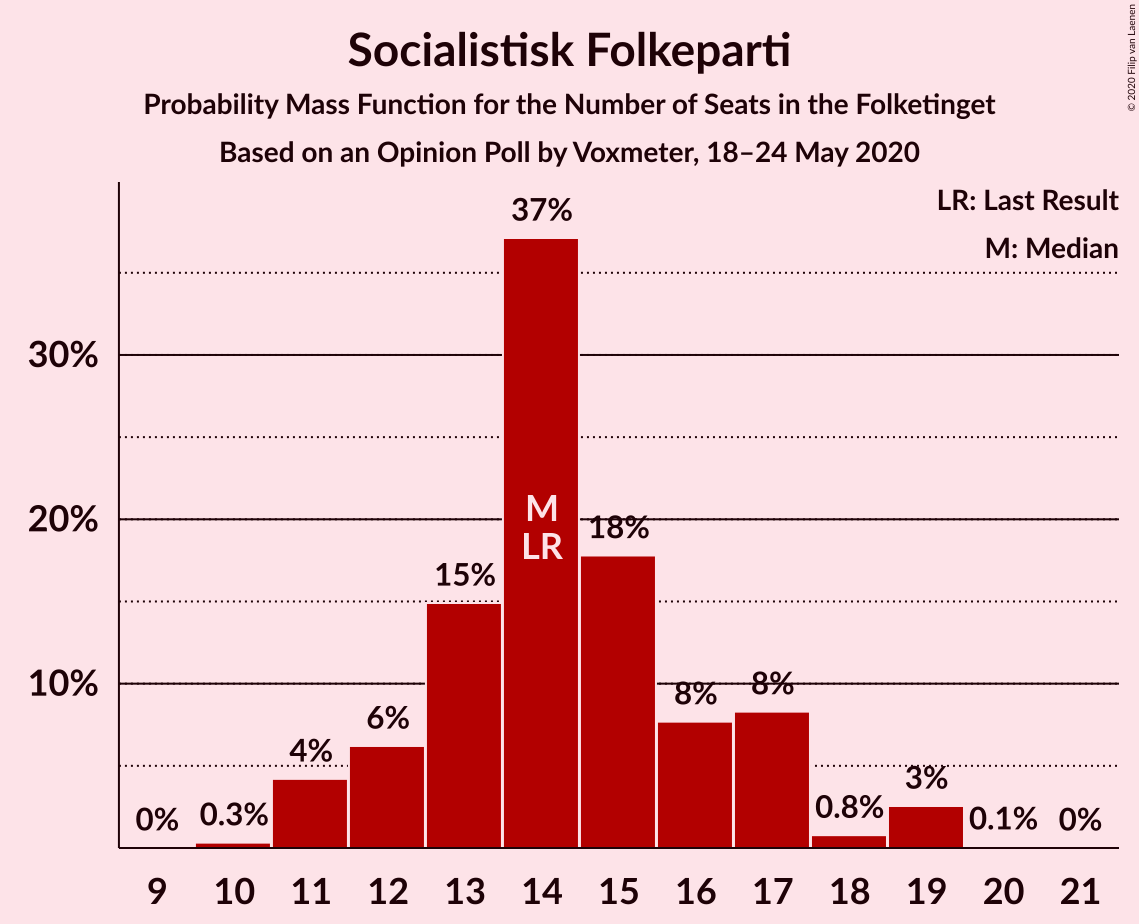 Socialistisk Folkeparti
Probability Mass Function for the Number of Seats in the Folketinget
Based on an Opinion Poll by Voxmeter, 18–24 May 2020
© 2020 Filip van Laenen
LR: Last Result
M: Median
30%
20%
10%
0%
0.3%
4%
6%
15%
37%
18%
8%
8%
0.8%
3%
0.1%
0%
M
LR
9 10 11 12 13 14 15 16 17 18 19 20 21